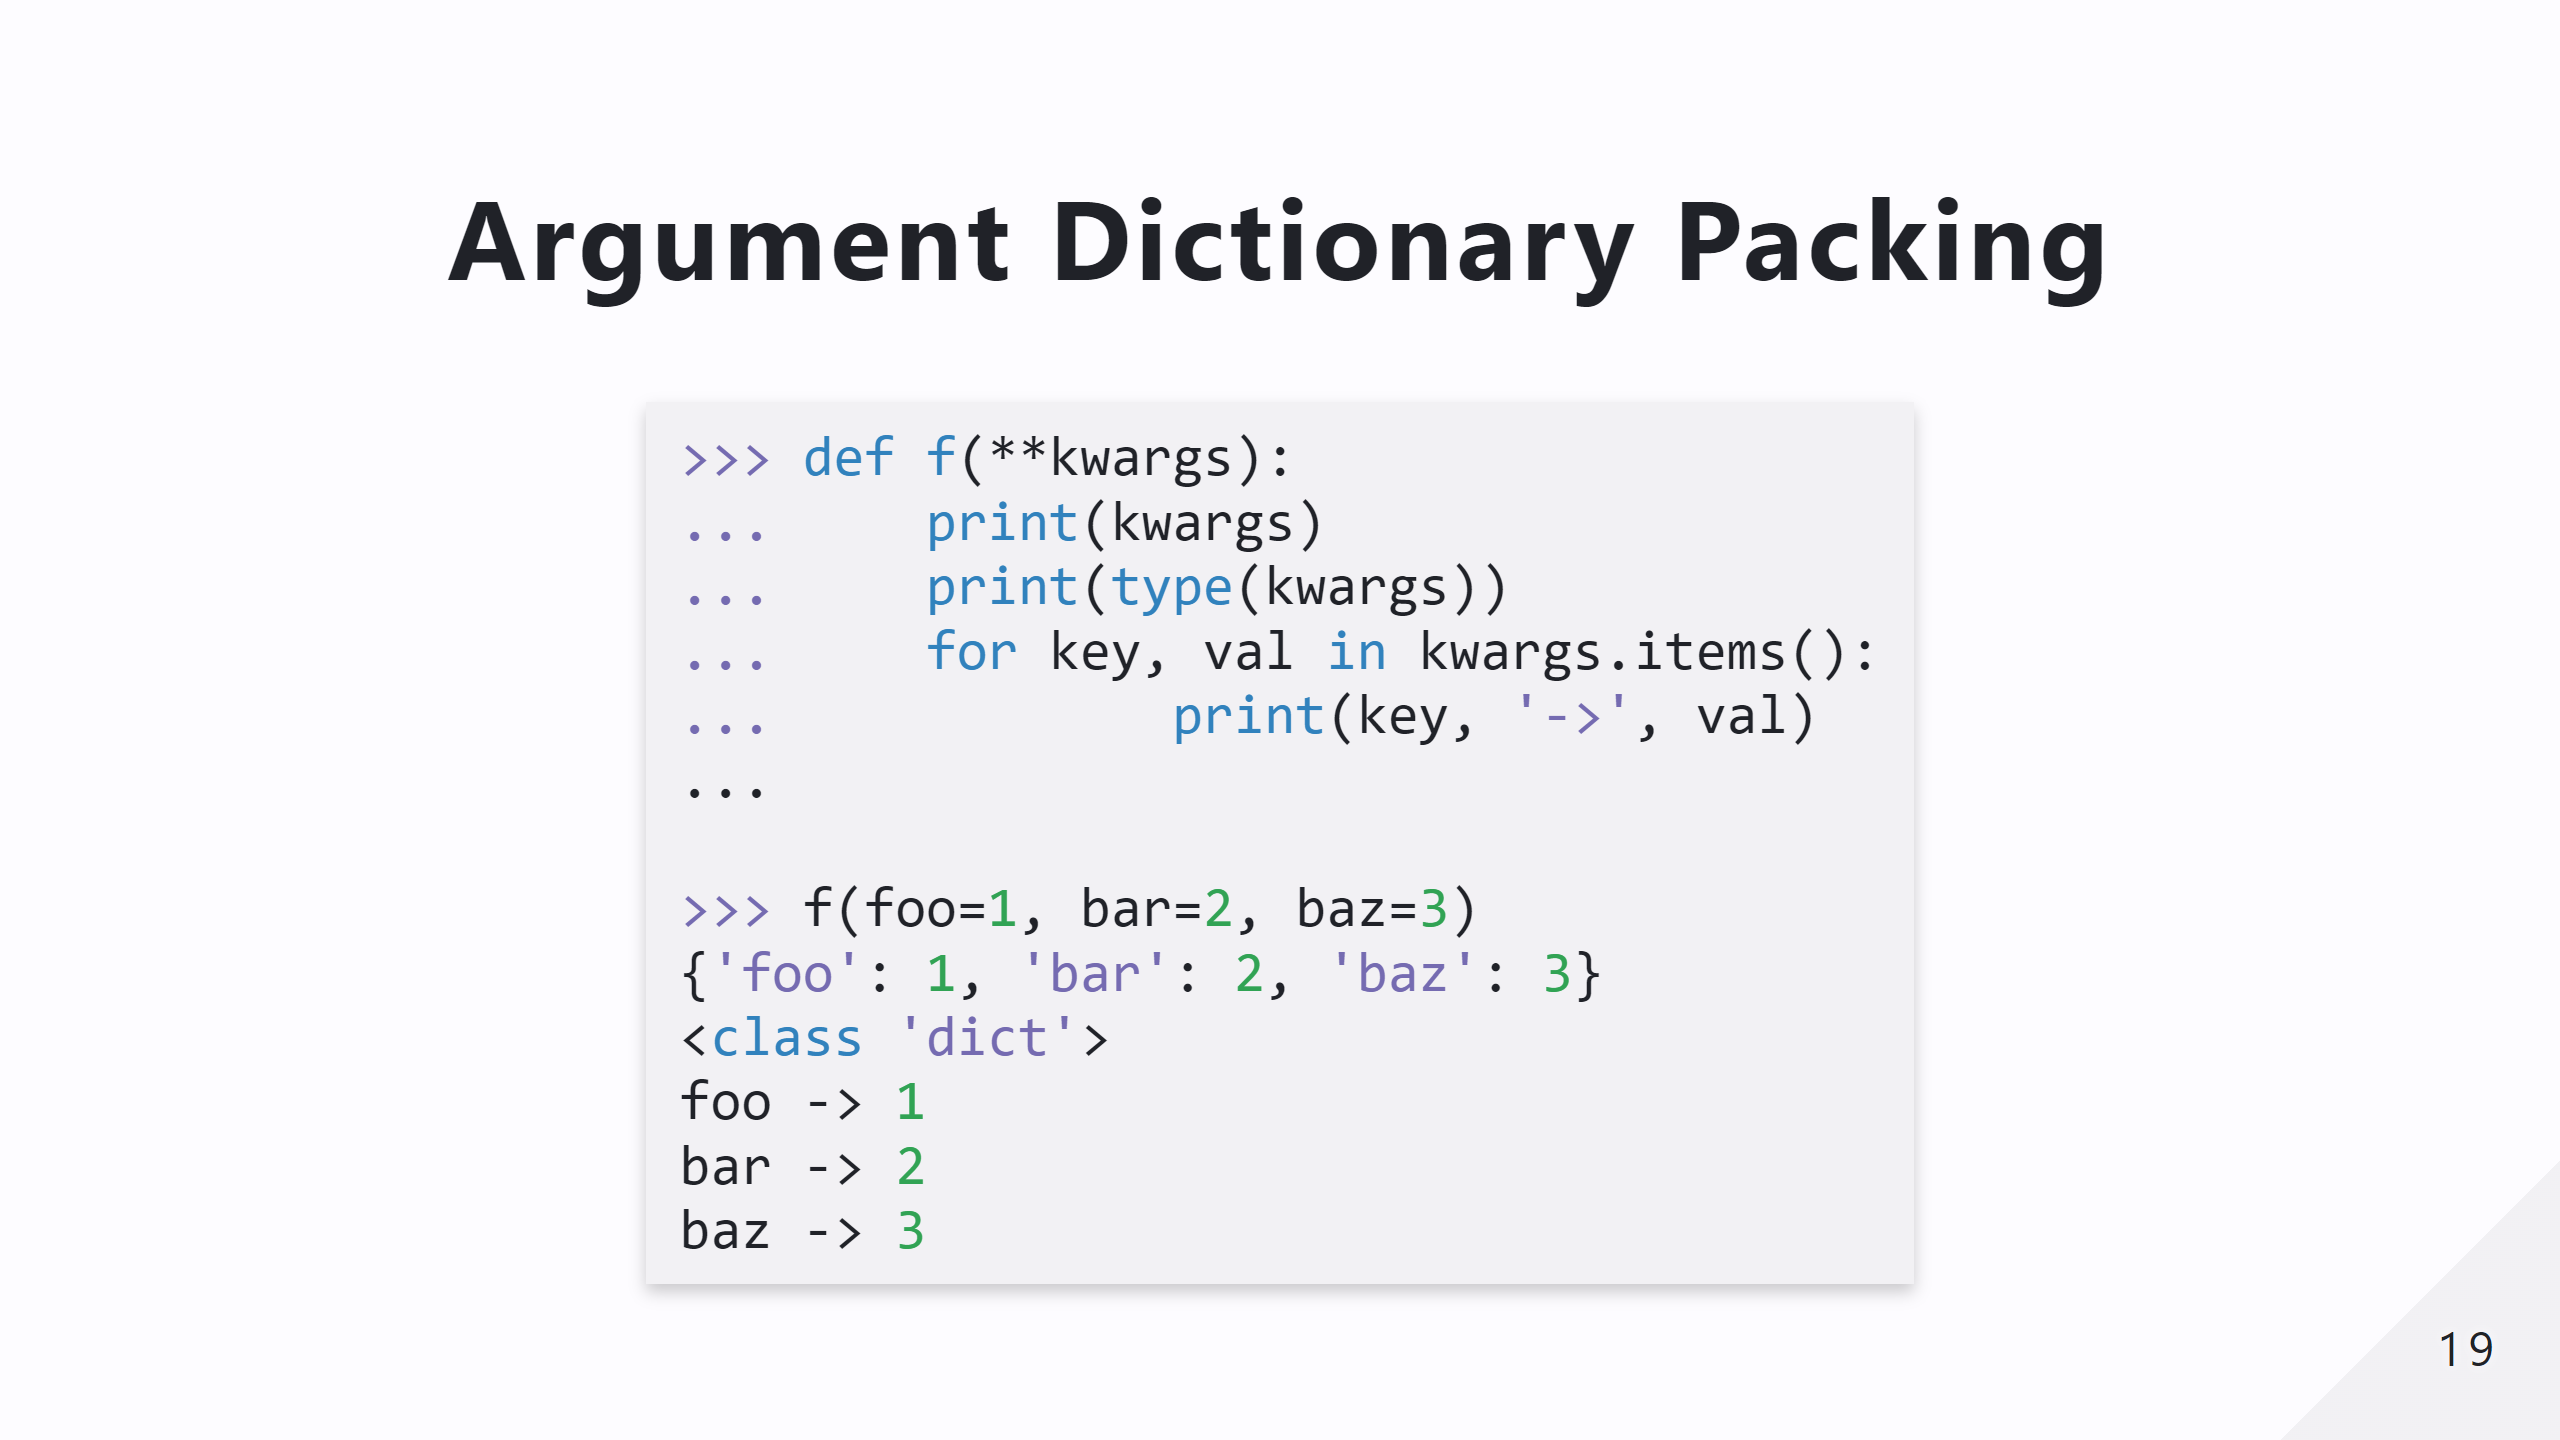 Argument Dictionary Packing
>>> def f(**kwargs):
...     print(kwargs)
...     print(type(kwargs))
...     for key, val in kwargs.items():
...             print(key, '->', val)
...
>>> f(foo=1, bar=2, baz=3)
{'foo': 1, 'bar': 2, 'baz': 3}
<class 'dict'>
foo -> 1
bar -> 2
baz -> 3
19